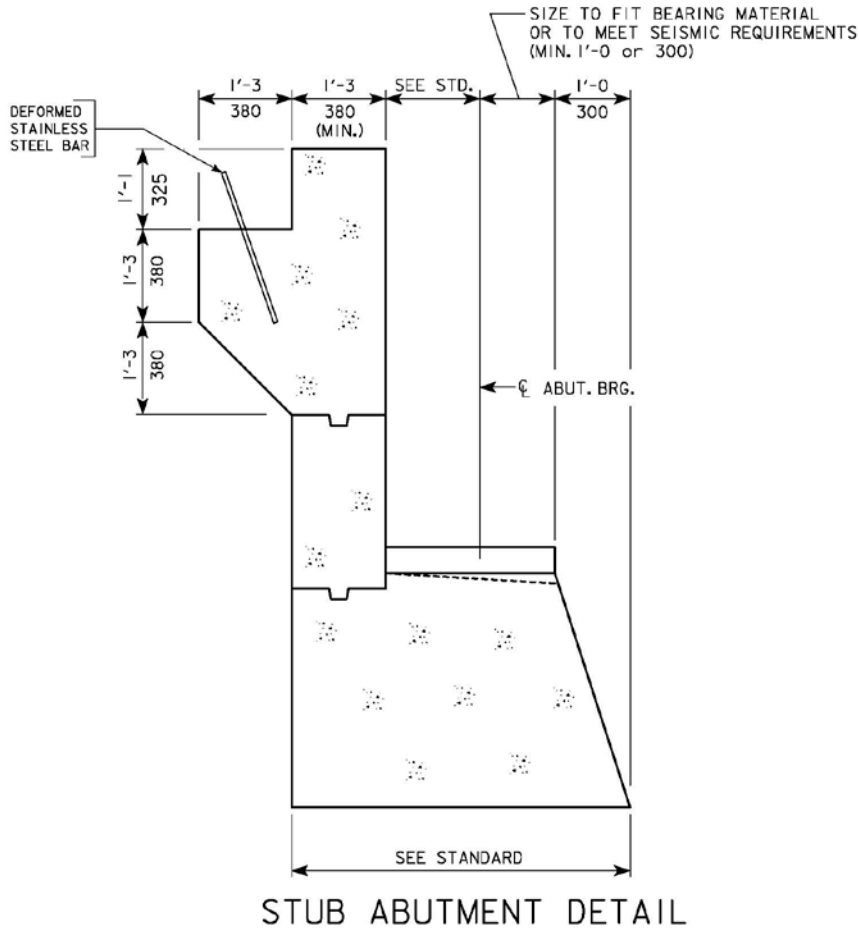 SIZE TO FIT BEARING MATERIAL
OR TO MEET SEISMIC REQUIREMENTS
(MIN. 1'-0 or 300)
1'-3
380
1'-3
380
(MIN.)
SEE STD.
1'-0
300
DEFORMED
STAINLESS
STEEL BAR
1'-1
325
1'-3
380
1'-3
380
℄ ABUT. BRG.
SEE STANDARD
STUB ABUTMENT DETAIL